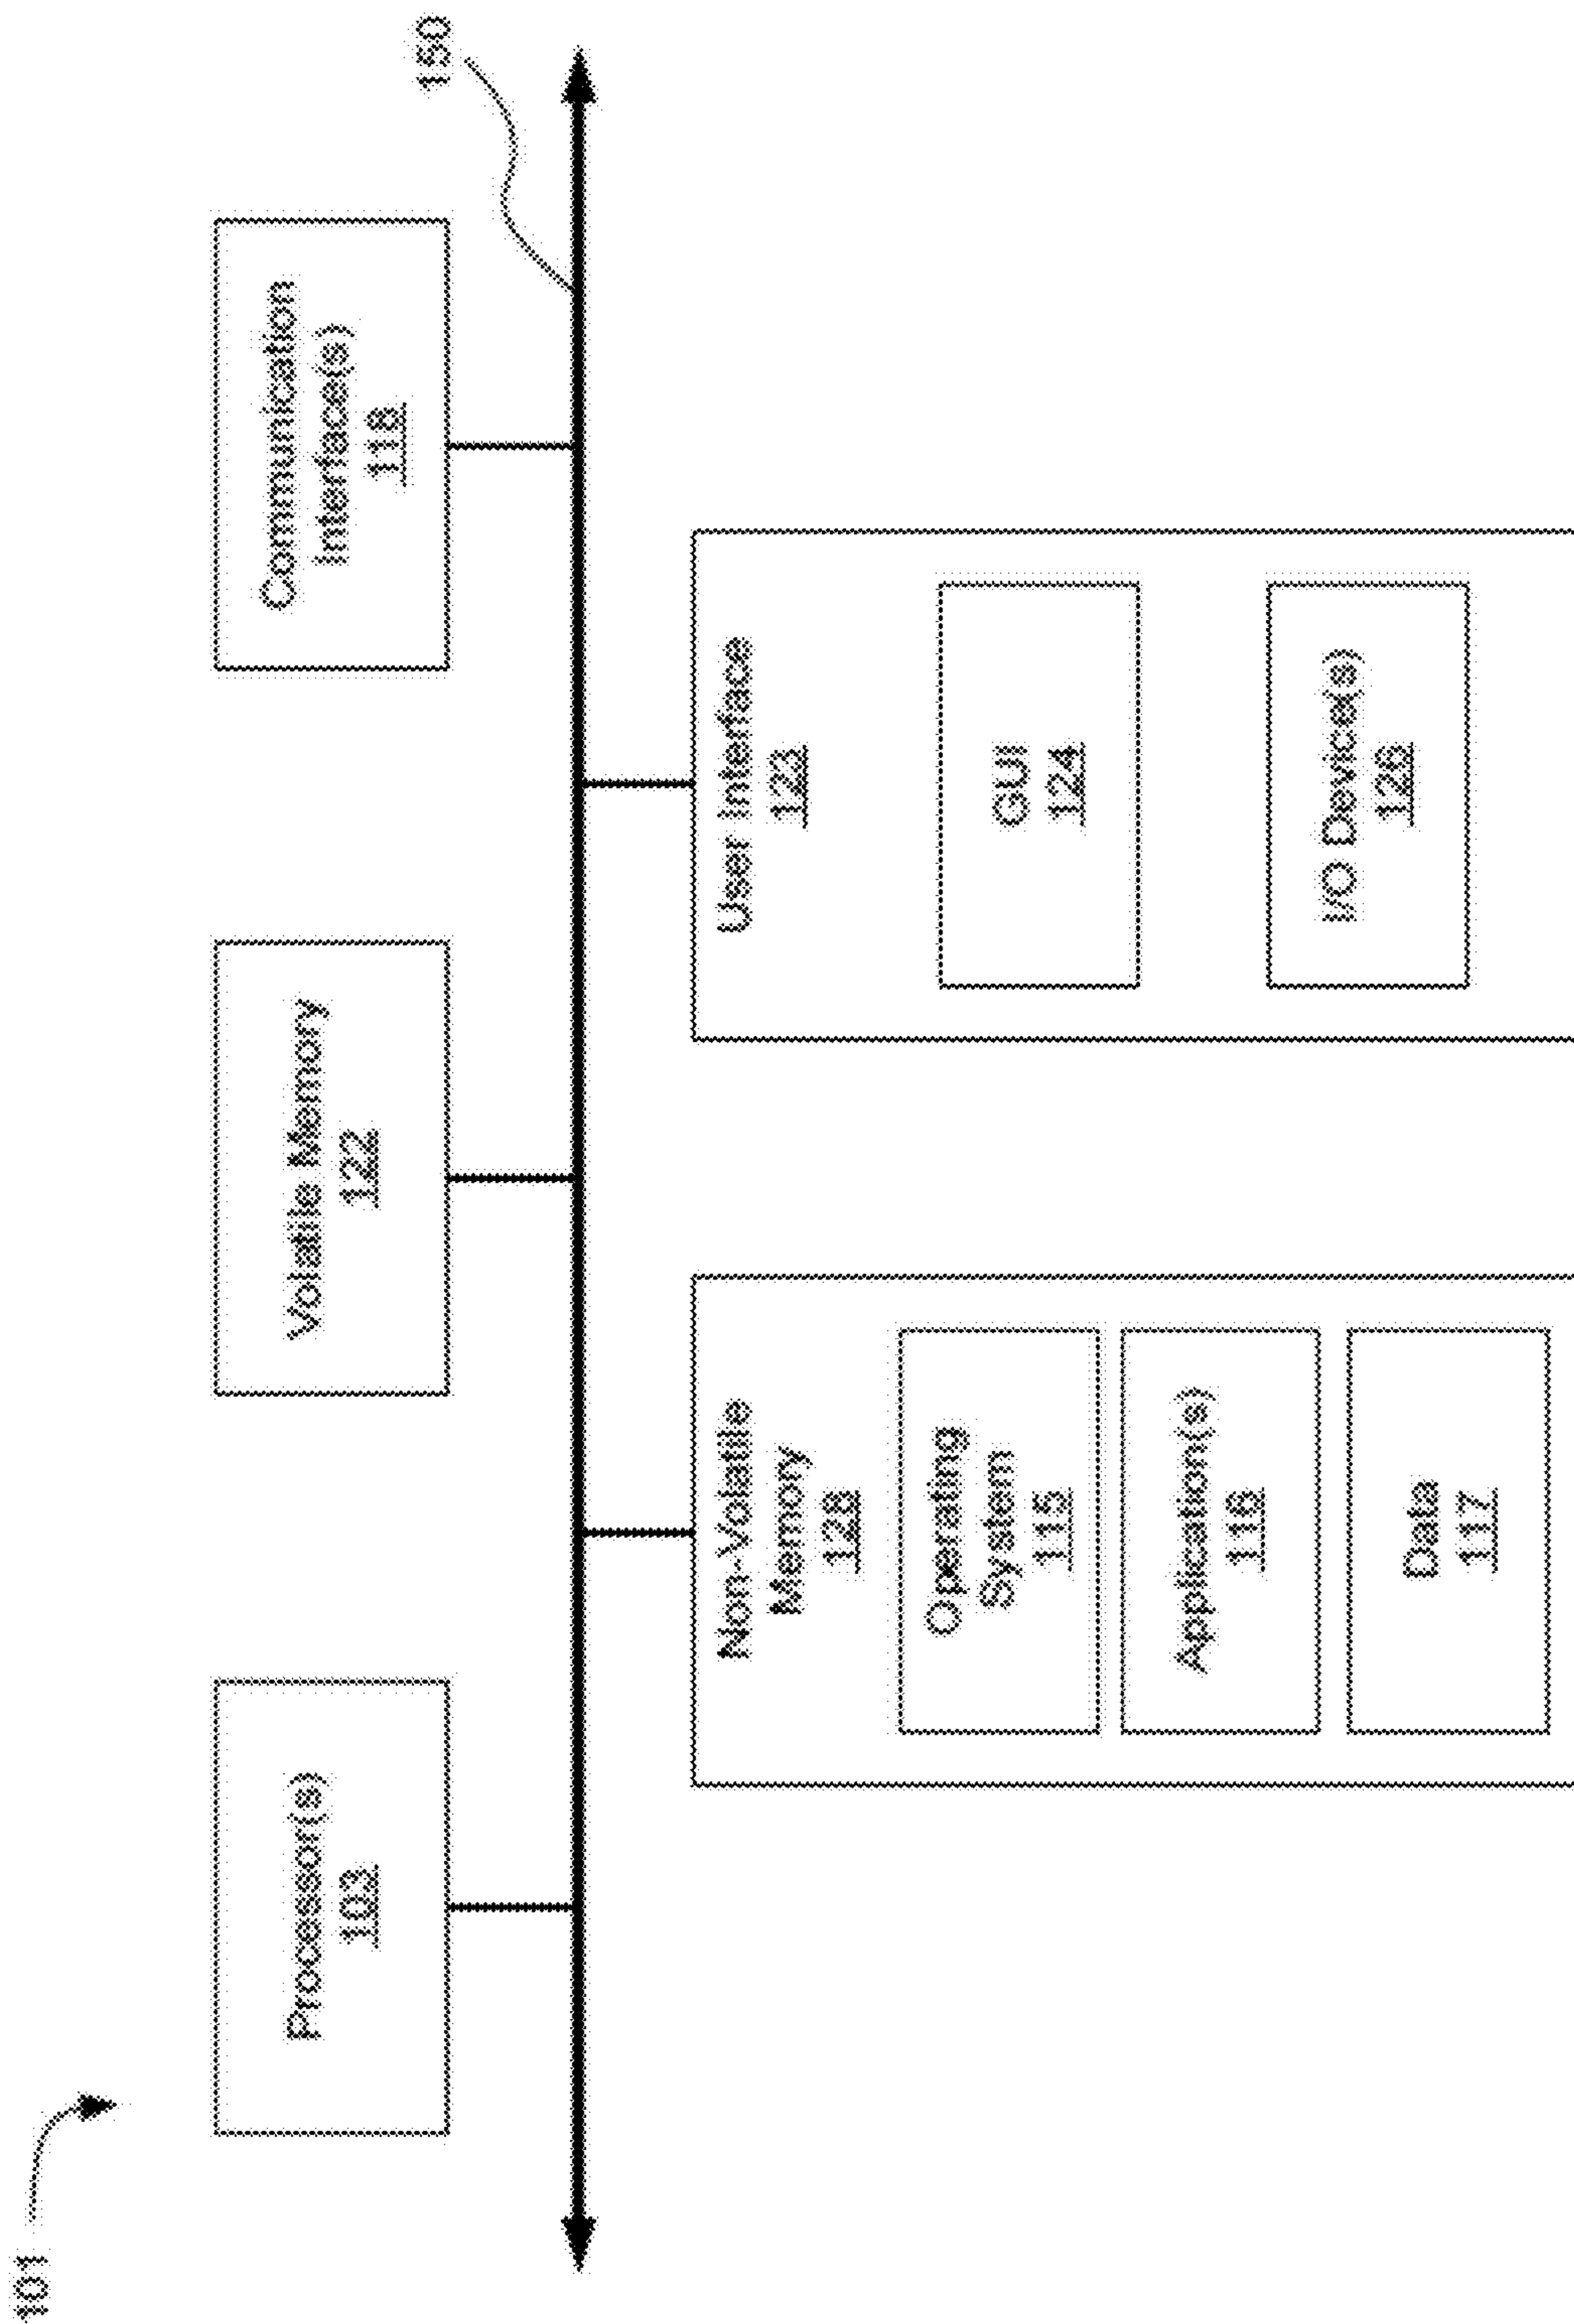 101
Processor(s)
103
Volatile Memory
122
Communication
Interface(s)
118
150
Non-Volatile
Memory
128
Operating
System
115
Application(s)
116
Data
117
User Interface
123
GUI
124
I/O Device(s)
126